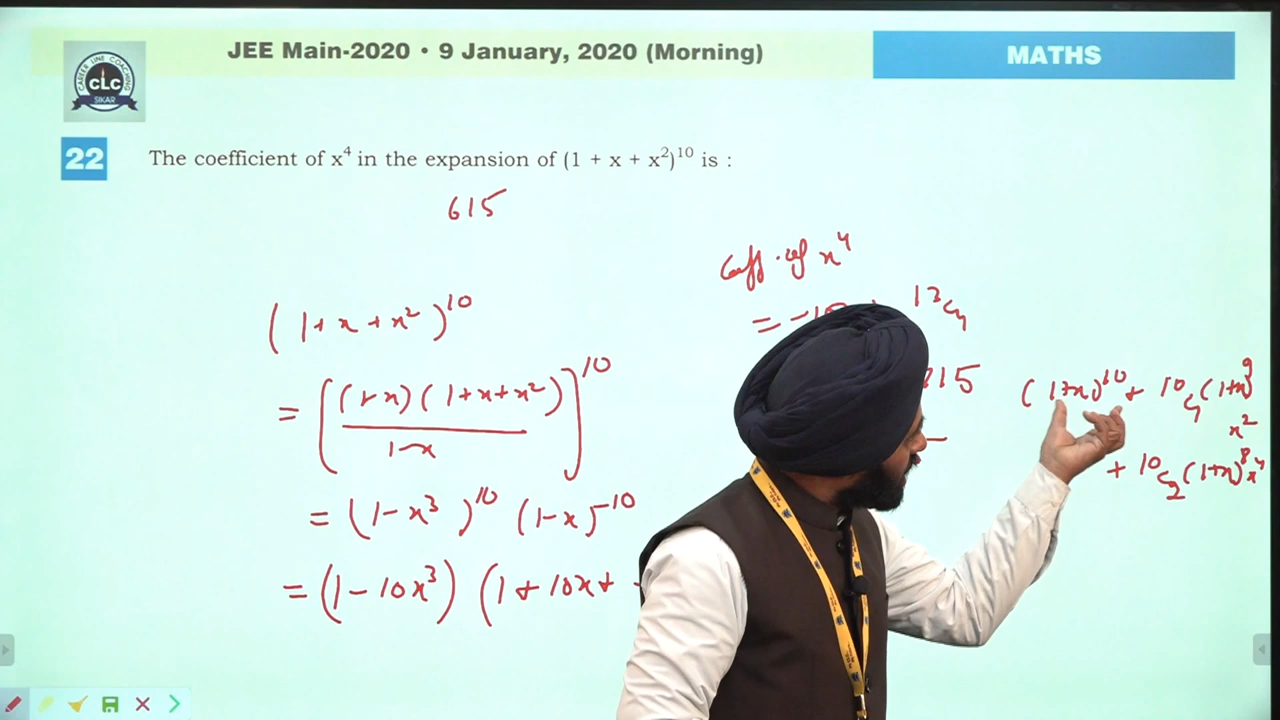 JEE Main-2020 • 9 January, 2020 (Morning)
MATHS
CAREER LINE COACHING
CLC
SIKAR
22
The coefficient of x⁴ in the expansion of (1 + x + x²)¹⁰ is :
615
Coeff. of x⁴
= -10
¹³C₄
615
(1+x+x²)¹⁰
= [(1-x)(1+x+x²)/1-x]¹⁰
= (1-x³)¹⁰ (1-x)⁻¹⁰
= (1-10x³) (1+10x+
(1+x)¹⁰ + ¹⁰C₁(1+x)⁹
x²
+ ¹⁰C₂(1+x)⁸x⁴